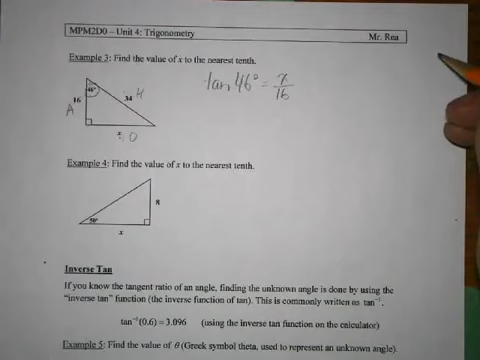 MPM2D0 – Unit 4: Trigonometry Mr. Rea
Example 3: Find the value of x to the nearest tenth.
tan 46° = x/16
46°
16
34 H
A
x O
Example 4: Find the value of x to the nearest tenth.
8
50°
x
Inverse Tan
If you know the tangent ratio of an angle, finding the unknown angle is done by using the
“inverse tan” function (the inverse function of tan). This is commonly written as tan⁻¹.
tan⁻¹(0.6) = 3.096 (using the inverse tan function on the calculator)
Example 5: Find the value of θ (Greek symbol theta, used to represent an unknown angle).